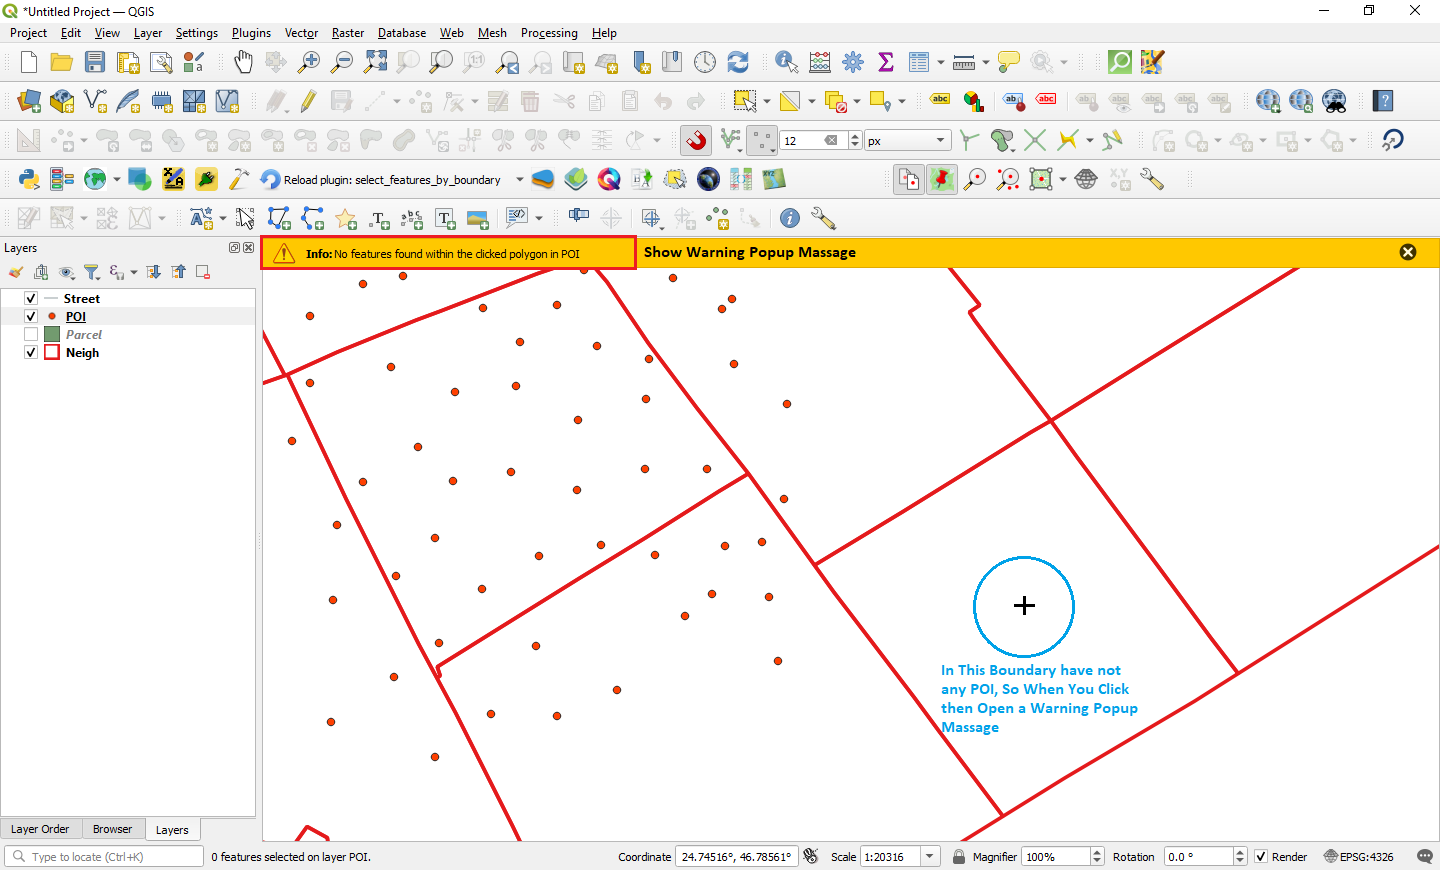 *Untitled Project — QGIS
Project Edit View Layer Settings Plugins Vector Raster Database Web Mesh Processing Help
12 px
Reload plugin: select_features_by_boundary
Layers
Info: No features found within the clicked polygon in POI
Show Warning Popup Massage
Street
POI
Parcel
Neigh
In This Boundary have not
any POI, So When You Click
then Open a Warning Popup
Massage
Layer Order Browser Layers
Type to locate (Ctrl+K) 0 features selected on layer POI. Coordinate 24.74516°, 46.78561° Scale 1:20316 Magnifier 100% Rotation 0.0 ° Render EPSG:4326